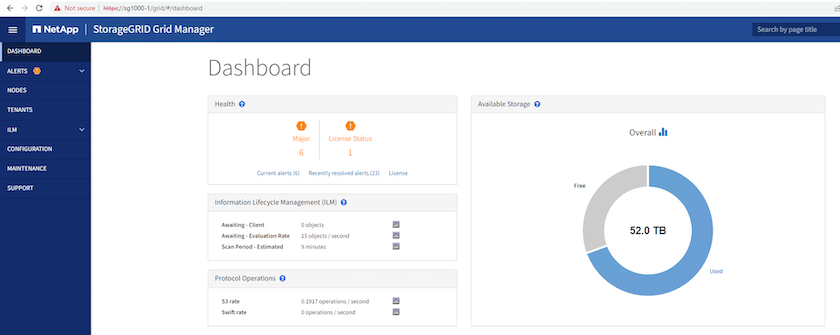 Not secure | https://sg1000-1/grid/#/dashboard
NetApp | StorageGRID Grid Manager
Search by page title
DASHBOARD
ALERTS
NODES
TENANTS
ILM
CONFIGURATION
MAINTENANCE
SUPPORT
Dashboard
Health
Major
6
License Status
1
Current alerts (6) Recently resolved alerts (23) License
Information Lifecycle Management (ILM)
Awaiting - Client 0 objects
Awaiting - Evaluation Rate 15 objects / second
Scan Period - Estimated 9 minutes
Protocol Operations
S3 rate 0.1917 operations / second
Swift rate 0 operations / second
Available Storage
Overall
Free
52.0 TB
Used